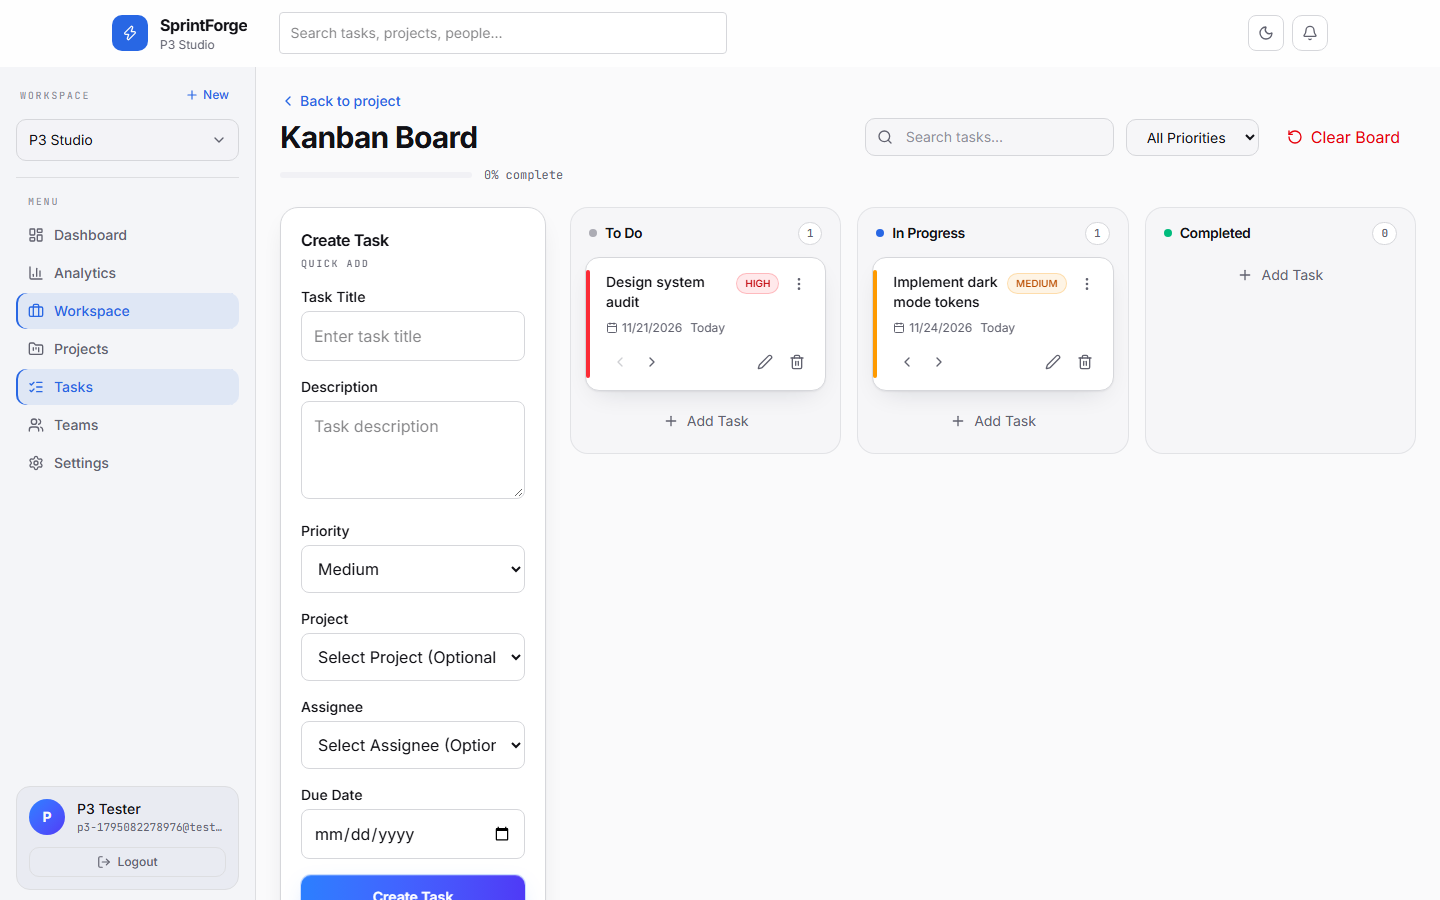 SprintForge
P3 Studio
Search tasks, projects, people...
WORKSPACE
New
P3 Studio
MENU
Dashboard
Analytics
Workspace
Projects
Tasks
Teams
Settings
P3 Tester
p3-1795082278976@test…
Logout
Back to project
Kanban Board
0% complete
Search tasks...
All Priorities
Clear Board
Create Task
QUICK ADD
Task Title
Enter task title
Description
Task description
Priority
Medium
Project
Select Project (Optional
Assignee
Select Assignee (Option
Due Date
mm/dd/yyyy
Create Task
To Do
1
Design system
audit
HIGH
11/21/2026 Today
Add Task
In Progress
1
Implement dark
mode tokens
MEDIUM
11/24/2026 Today
Add Task
Completed
0
Add Task